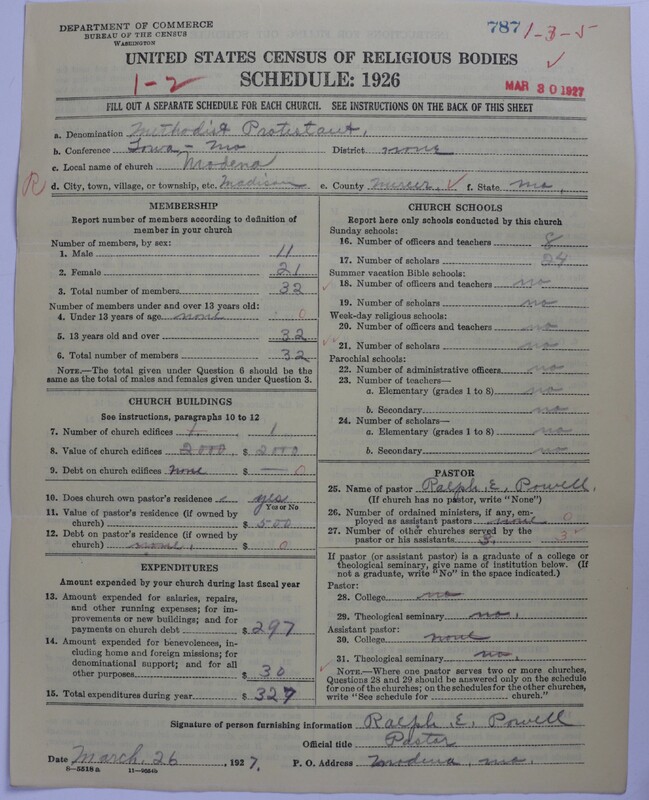 DEPARTMENT OF COMMERCE
BUREAU OF THE CENSUS
WASHINGTON
787 1-3-5
UNITED STATES CENSUS OF RELIGIOUS BODIES
1-2 SCHEDULE: 1926
MAR 30 1927
FILL OUT A SEPARATE SCHEDULE FOR EACH CHURCH. SEE INSTRUCTIONS ON THE BACK OF THIS SHEET
a. Denomination Methodist Protestant.
b. Conference Iowa - Mo District none
c. Local name of church Modena
R d. City, town, village, or township, etc. Madison e. County Mercer f. State Mo.
MEMBERSHIP
Report number of members according to definition of
member in your church
Number of members, by sex:
1. Male 11
2. Female 21
3. Total number of members 32
Number of members under and over 13 years old:
4. Under 13 years of age none 0
5. 13 years old and over 32
6. Total number of members 32
NOTE.—The total given under Question 6 should be
same as the total of males and females given under Question 3.
CHURCH BUILDINGS
See instructions, paragraphs 10 to 12
7. Number of church edifices 1 1
8. Value of church edifices 2000 $ 2000
9. Debt on church edifices None $ — 0
10. Does church own pastor's residence yes
Yes or No
11. Value of pastor's residence (if owned by
church) $ 500
12. Debt on pastor's residence (if owned by
church) none. $ 0
EXPENDITURES
Amount expended by your church during last fiscal year
13. Amount expended for salaries, repairs,
and other running expenses; for im-
provements or new buildings; and for
payments on church debt $ 297
14. Amount expended for benevolences, in-
cluding home and foreign missions; for
denominational support; and for all
other purposes $ 30
15. Total expenditures during year $ 327
CHURCH SCHOOLS
Report here only schools conducted by this church
Sunday schools:
16. Number of officers and teachers 8
17. Number of scholars 24
Summer vacation Bible schools:
18. Number of officers and teachers no
19. Number of scholars no
Week-day religious schools:
20. Number of officers and teachers no
21. Number of scholars no
Parochial schools:
22. Number of administrative officers no
23. Number of teachers—
a. Elementary (grades 1 to 8) no
b. Secondary no
24. Number of scholars—
a. Elementary (grades 1 to 8) no
b. Secondary no
PASTOR
25. Name of pastor Ralph E. Powell.
(If church has no pastor, write "None")
26. Number of ordained ministers, if any, em-
ployed as assistant pastors none 0
27. Number of other churches served by the
pastor or his assistants 3. 3
If pastor (or assistant pastor) is a graduate of a college or
theological seminary, give name of institution below. (If
not a graduate, write "No" in the space indicated.)
Pastor:
28. College no
29. Theological seminary no.
Assistant pastor:
30. College none
31. Theological seminary no.
NOTE.—Where one pastor serves two or more churches,
Questions 28 and 29 should be answered only on the schedule
for one of the churches; on the schedules for the other churches,
write "See schedule for church."
Signature of person furnishing information Ralph E. Powell
Official title Pastor
Date March 26, 1927. P. O. Address Modena, Mo.
8—5518 a